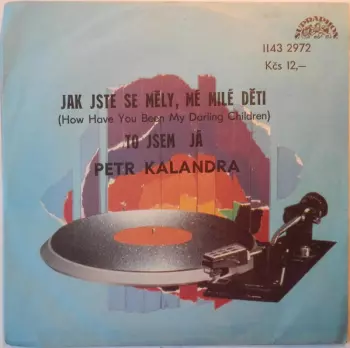 SUPRAPHON
1143 2972
Kčs 12,–
JAK JSTE SE MĚLY, MÉ MILÉ DĚTI
(How Have You Been My Darling Children)
TO JSEM JÁ
PETR KALANDRA